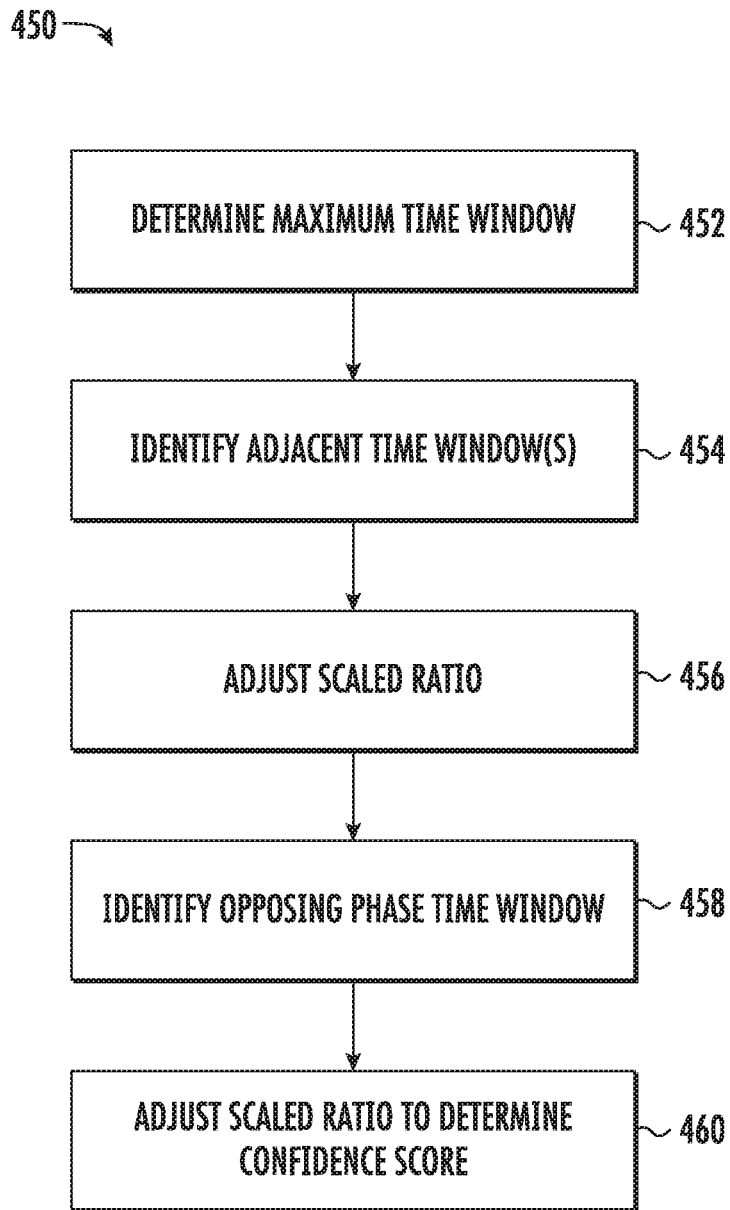 450
DETERMINE MAXIMUM TIME WINDOW
452
IDENTIFY ADJACENT TIME WINDOW(S)
454
ADJUST SCALED RATIO
456
IDENTIFY OPPOSING PHASE TIME WINDOW
458
ADJUST SCALED RATIO TO DETERMINE
CONFIDENCE SCORE
460